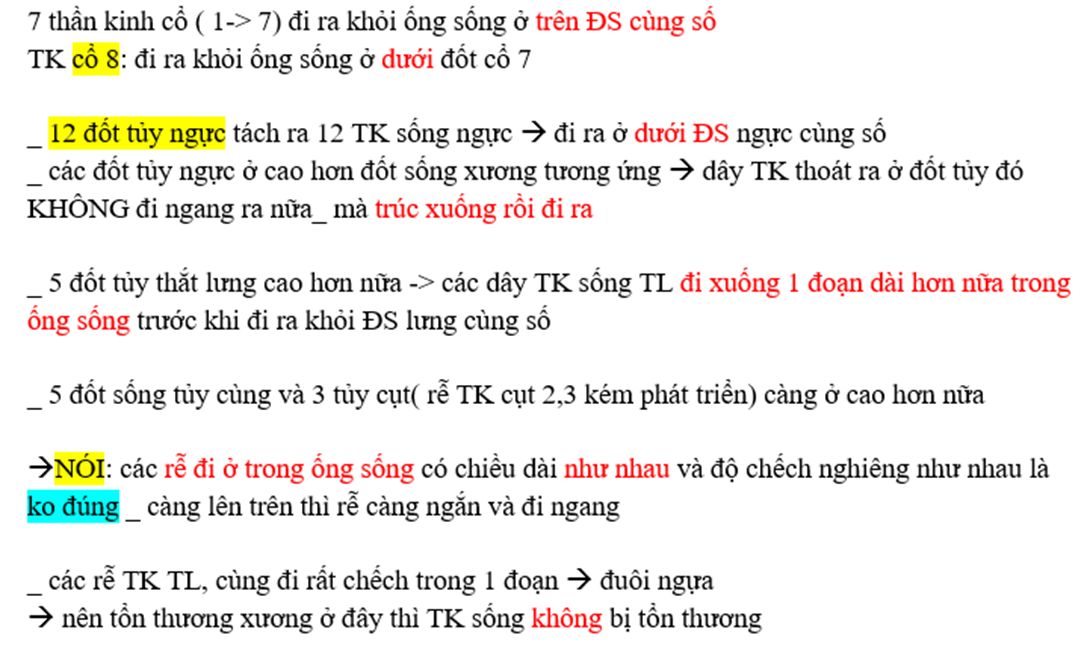 7 thần kinh cổ ( 1-> 7) đi ra khỏi ống sống ở trên ĐS cùng số
TK cổ 8: đi ra khỏi ống sống ở dưới đốt cổ 7
_ 12 đốt tủy ngực tách ra 12 TK sống ngực → đi ra ở dưới ĐS ngực cùng số
_ các đốt tủy ngực ở cao hơn đốt sống xương tương ứng → dây TK thoát ra ở đốt tủy đó
KHÔNG đi ngang ra nữa_ mà trúc xuống rồi đi ra
_ 5 đốt tủy thắt lưng cao hơn nữa -> các dây TK sống TL đi xuống 1 đoạn dài hơn nữa trong
ống sống trước khi đi ra khỏi ĐS lưng cùng số
_ 5 đốt sống tủy cùng và 3 tủy cụt( rễ TK cụt 2,3 kém phát triển) càng ở cao hơn nữa
→NÓI: các rễ đi ở trong ống sống có chiều dài như nhau và độ chếch nghiêng như nhau là
ko đúng _ càng lên trên thì rễ càng ngắn và đi ngang
_ các rễ TK TL, cùng đi rất chếch trong 1 đoạn → đuôi ngựa
→ nên tổn thương xương ở đây thì TK sống không bị tổn thương